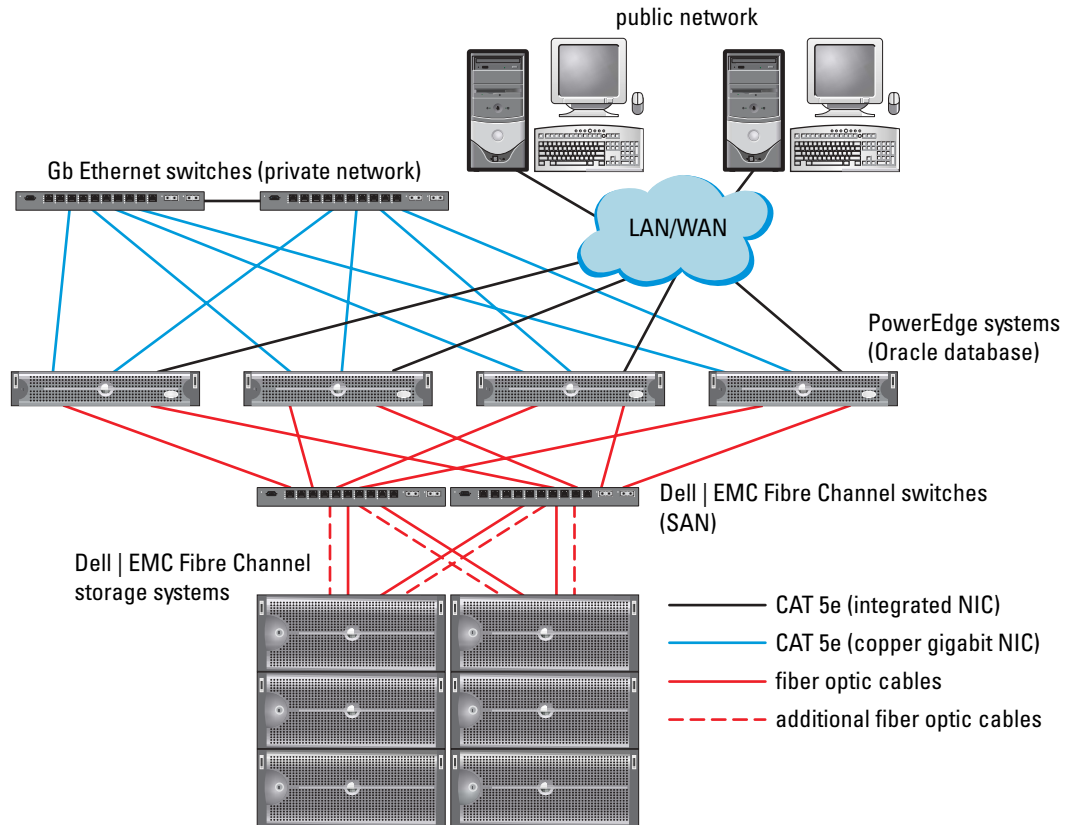 public network
Gb Ethernet switches (private network)
LAN/WAN
PowerEdge systems
(Oracle database)
Dell | EMC Fibre Channel switches
(SAN)
Dell | EMC Fibre Channel
storage systems
CAT 5e (integrated NIC)
CAT 5e (copper gigabit NIC)
fiber optic cables
additional fiber optic cables